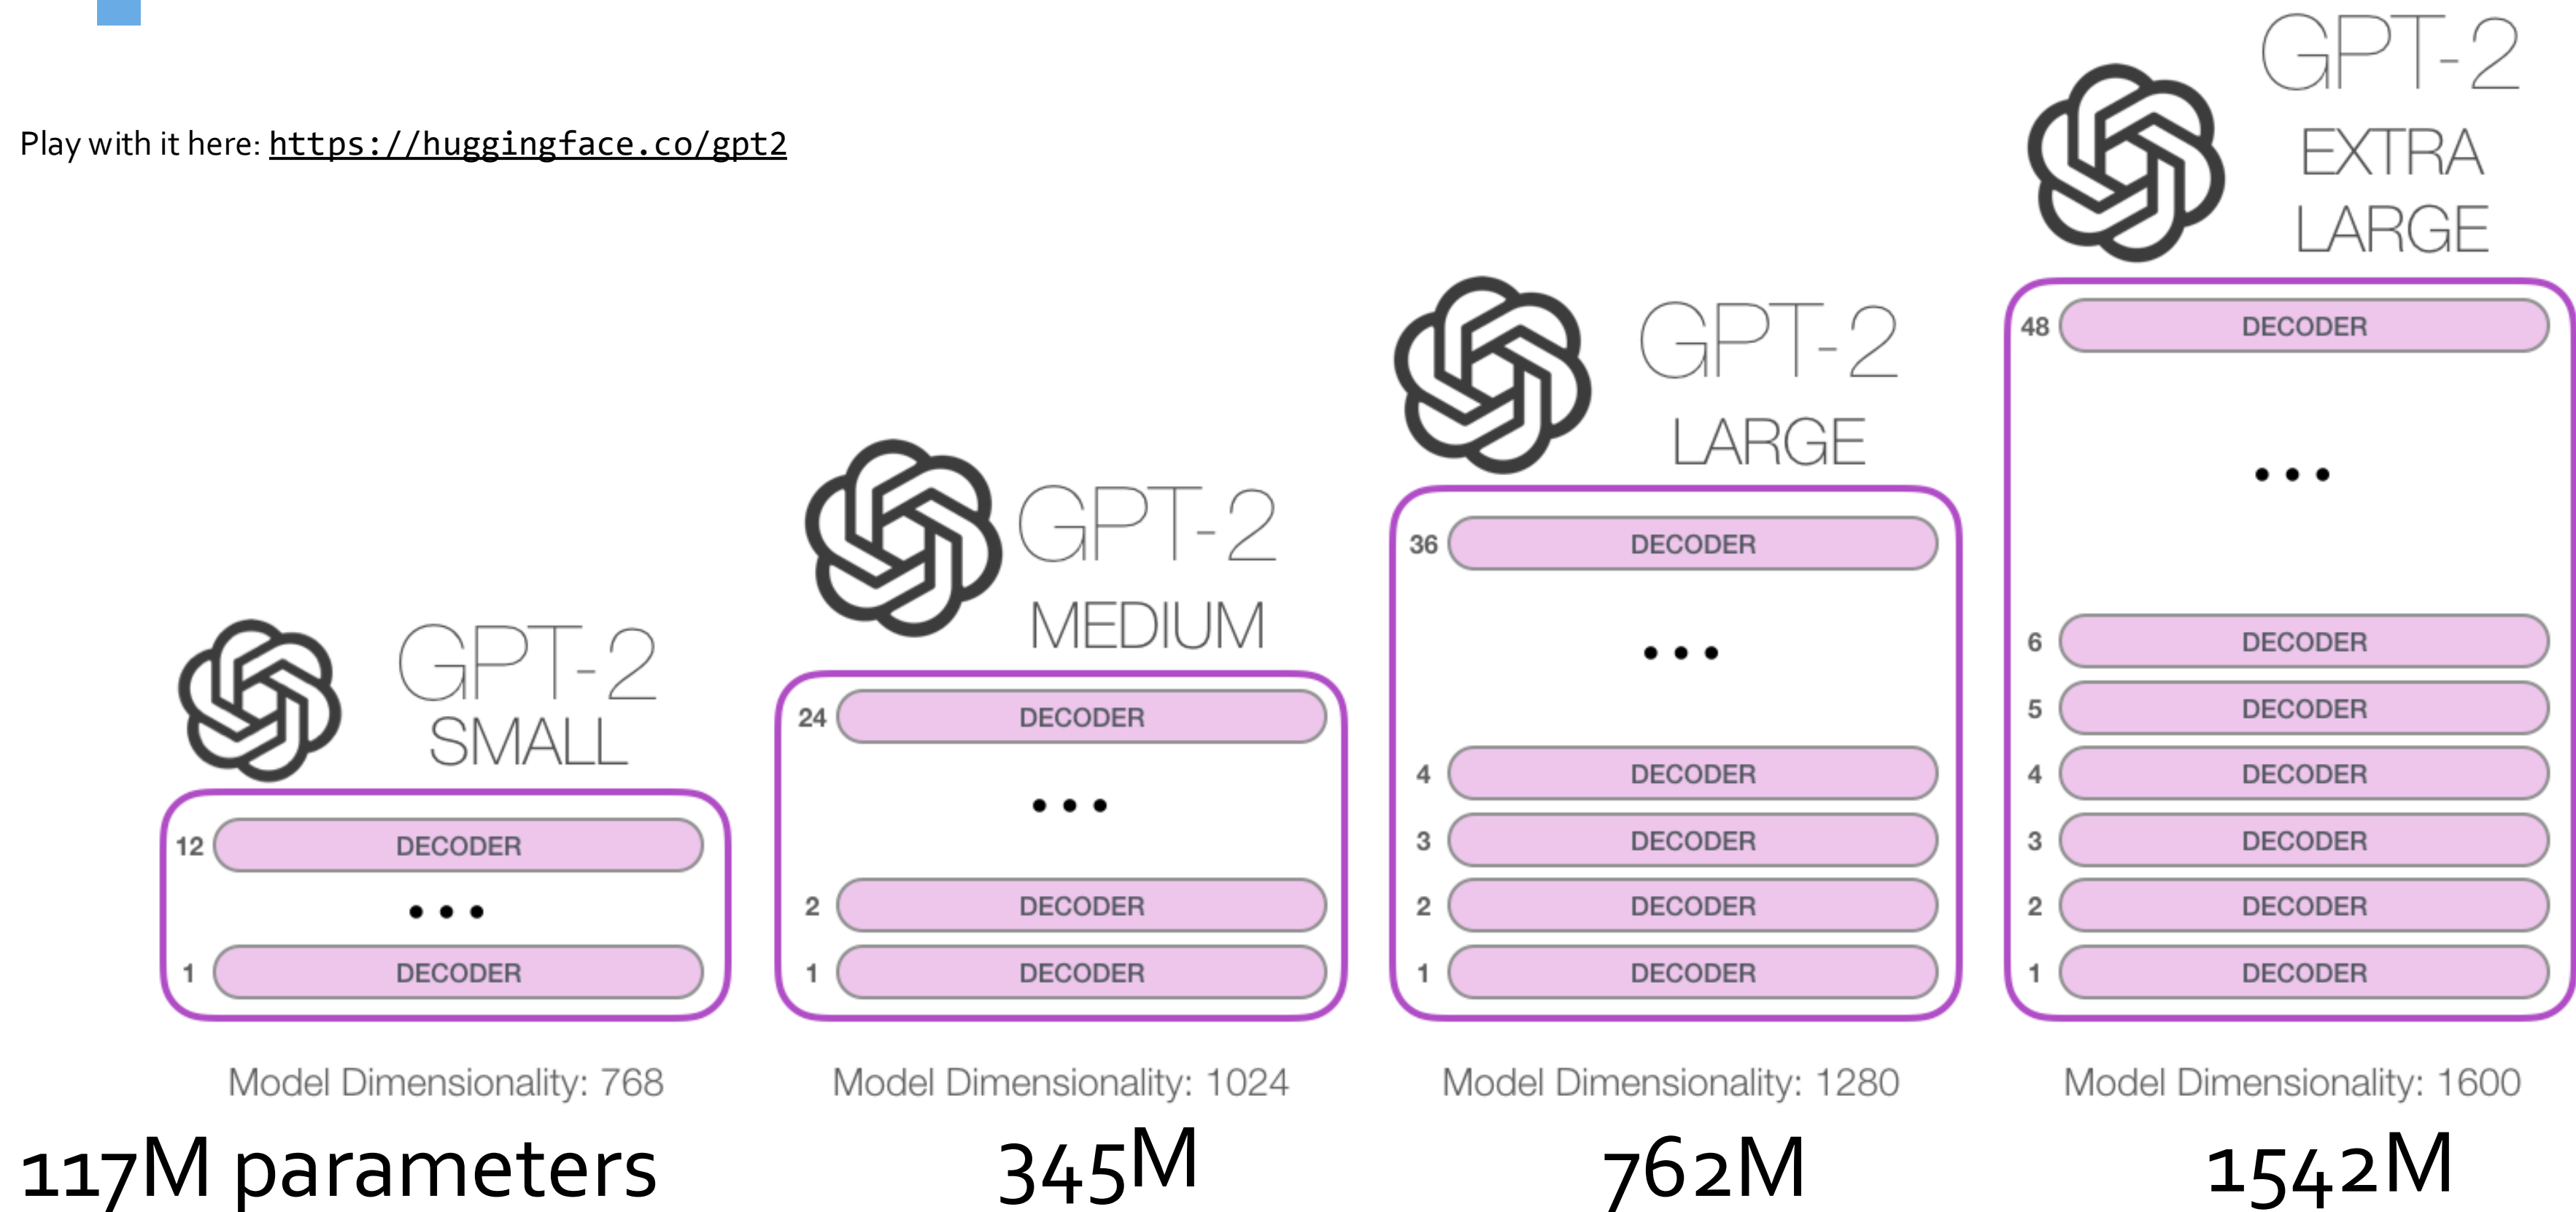 Play with it here: https://huggingface.co/gpt2
GPT-2
SMALL
12 DECODER
•••
1 DECODER
Model Dimensionality: 768
117M parameters
GPT-2
MEDIUM
24 DECODER
•••
2 DECODER
1 DECODER
Model Dimensionality: 1024
345M
GPT-2
LARGE
36 DECODER
•••
4 DECODER
3 DECODER
2 DECODER
1 DECODER
Model Dimensionality: 1280
762M
GPT-2
EXTRA
LARGE
48 DECODER
•••
6 DECODER
5 DECODER
4 DECODER
3 DECODER
2 DECODER
1 DECODER
Model Dimensionality: 1600
1542M